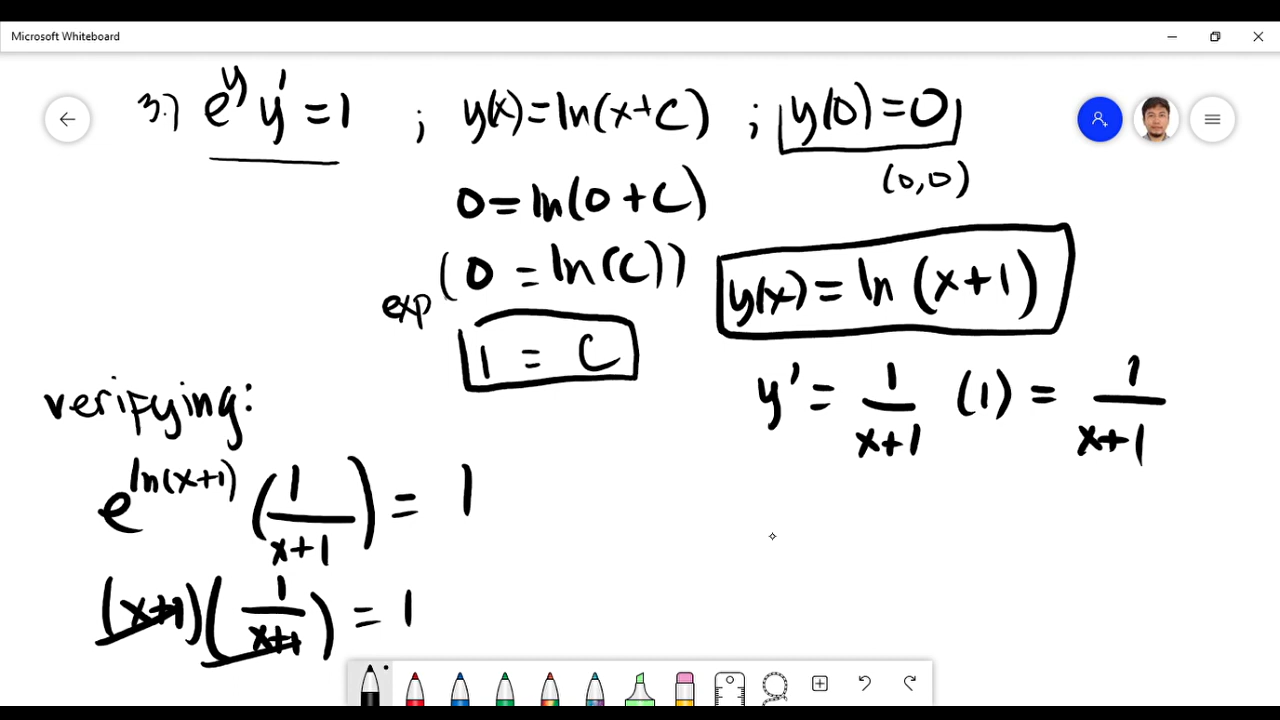 Microsoft Whiteboard
3.) e^y y' = 1 ; y(x) = ln(x+C) ; y(0) = 0
(0,0)
0 = ln(0+C)
exp (0 = ln(C))
1 = C
y(x) = ln (x+1)
y' = 1/(x+1) (1) = 1/(x+1)
verifying:
e^ln(x+1) (1/(x+1)) = 1
(x+1)(1/(x+1)) = 1